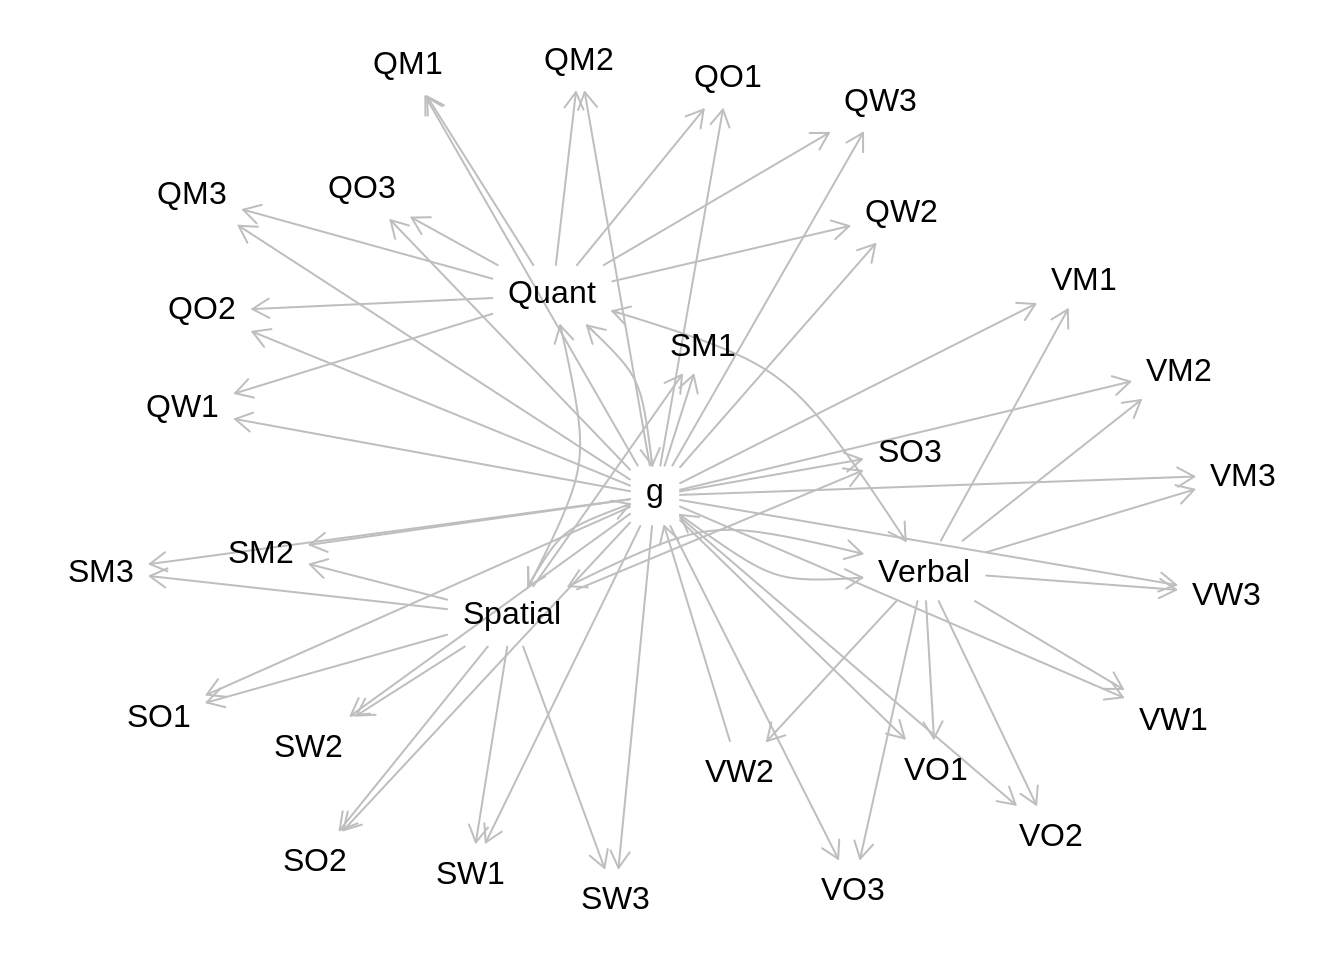 QM1
QM2
QO1
QW3
QM3
QO3
QW2
VM1
Quant
QO2
SM1
VM2
QW1
SO3
VM3
g
SM2
SM3
Verbal
VW3
Spatial
SO1
VW1
SW2
VW2
VO1
VO2
SO2
SW1
VO3
SW3